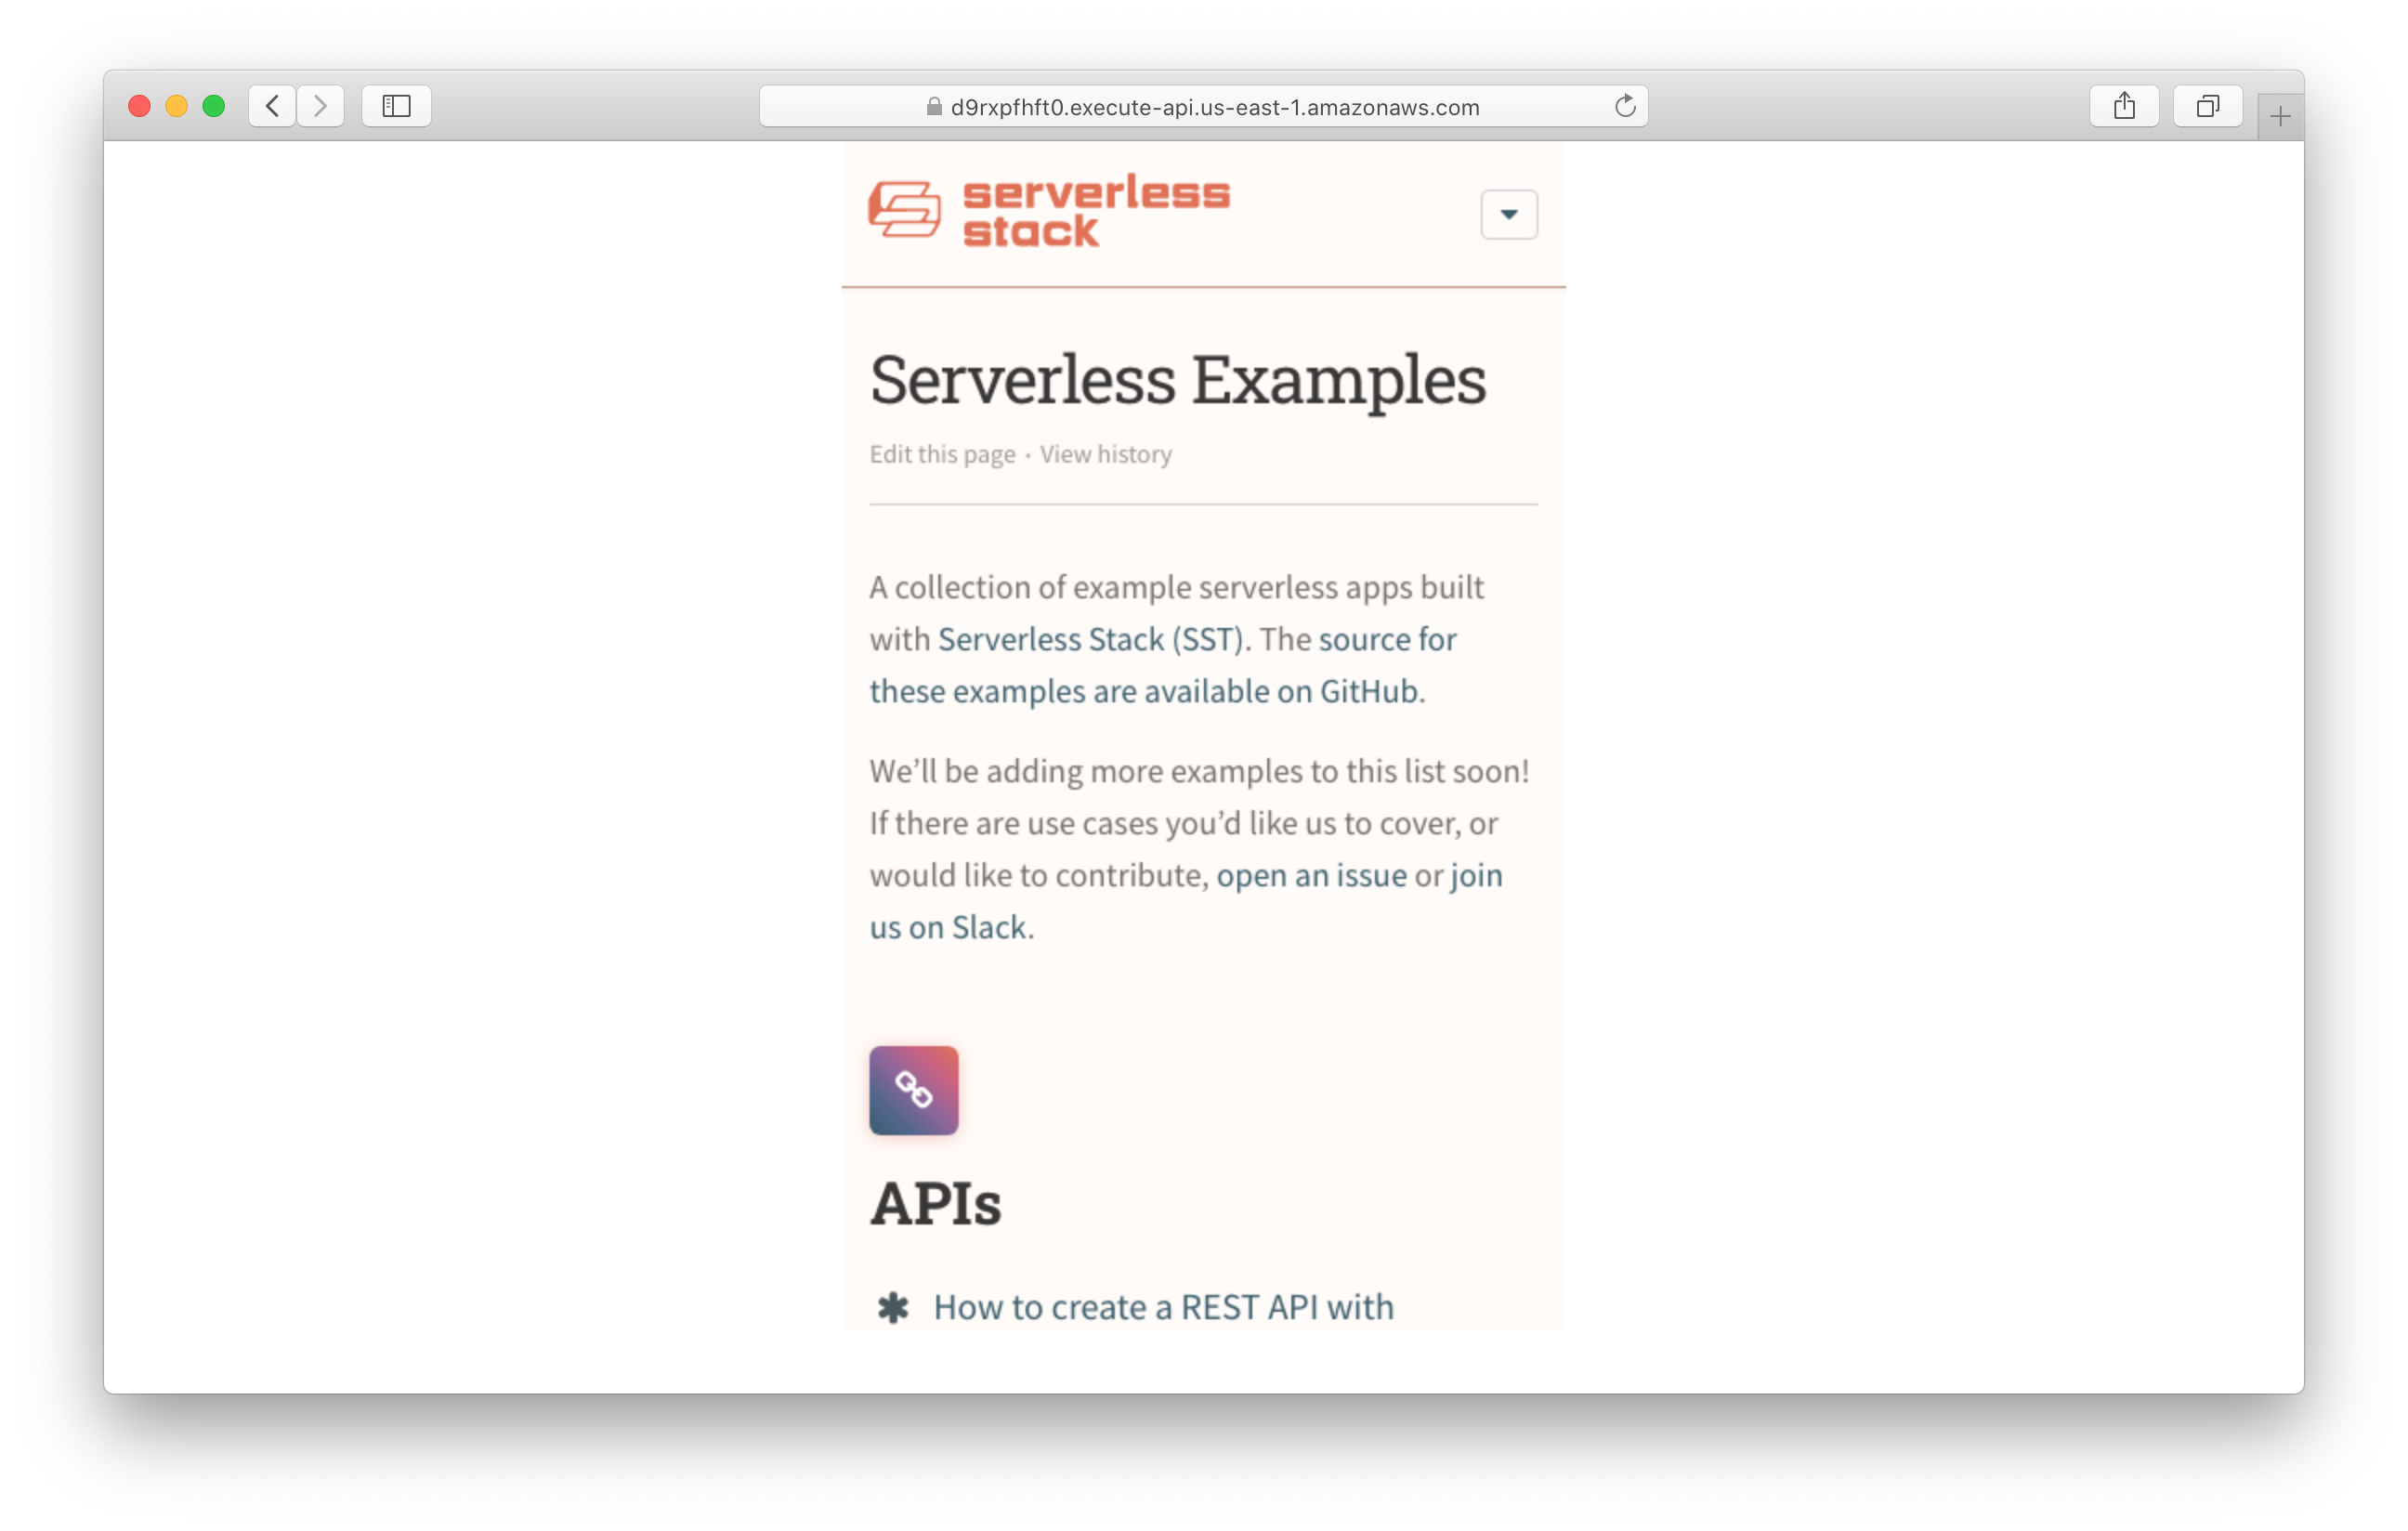 d9rxpfhft0.execute-api.us-east-1.amazonaws.com
serverless
stack
Serverless Examples
Edit this page • View history
A collection of example serverless apps built
with Serverless Stack (SST). The source for
these examples are available on GitHub.
We’ll be adding more examples to this list soon!
If there are use cases you’d like us to cover, or
would like to contribute, open an issue or join
us on Slack.
APIs
How to create a REST API with